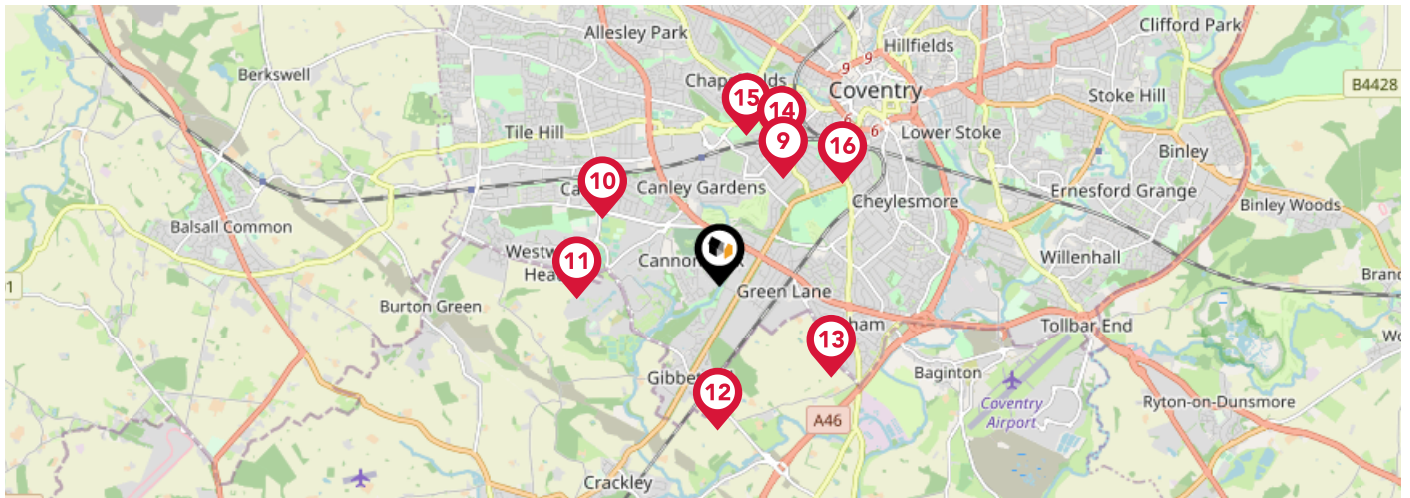 Clifford Park
Allesley Park
Hillfields
9
Berkswell
9
Coventry
B4428
15
14
Stoke Hill
6
6
Tile Hill
Lower Stoke
9
16
Binley
10
Canley Gardens
Ernesford Grange
Cheylesmore
Binley Woods
Balsall Common
11
Willenhall
1
Burton Green
Green Lane
13
Tollbar End
Baginton
12
Coventry
Airport
Ryton-on-Dunsmore
A46
Crackley